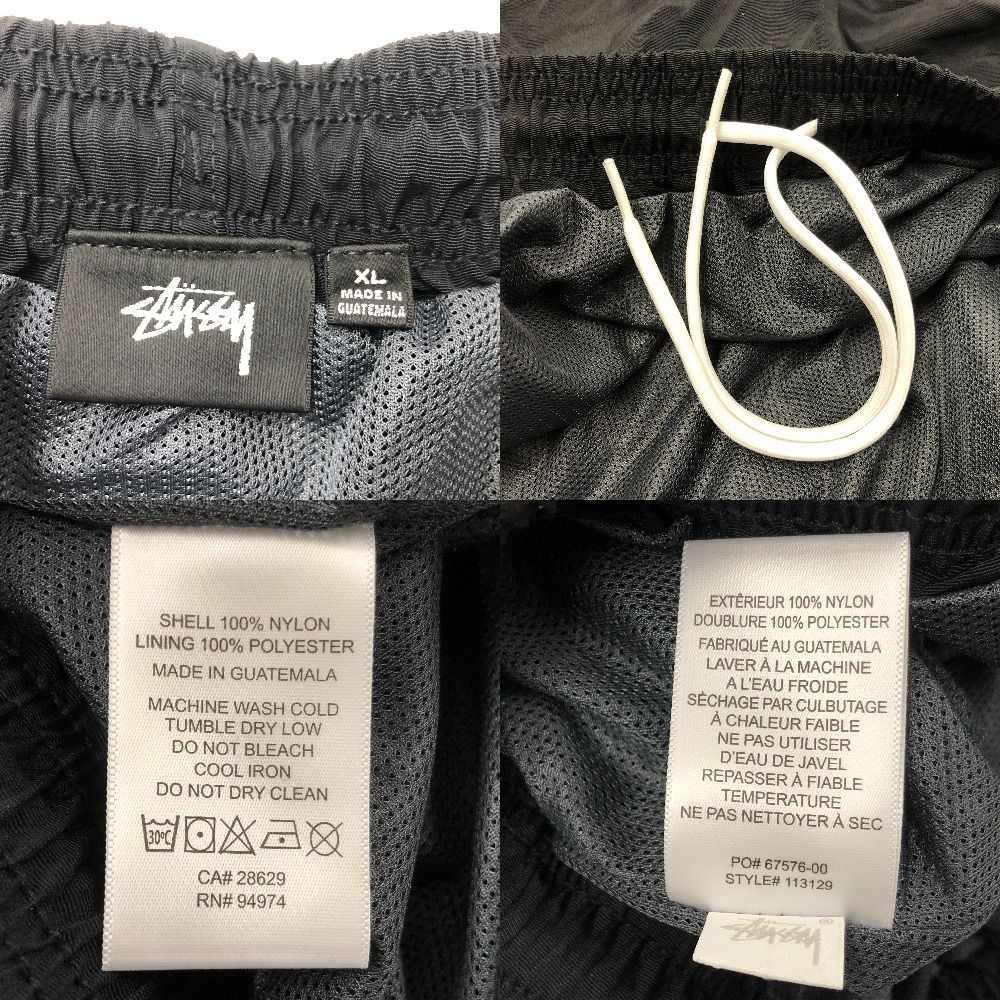 STÜSSY
XL
MADE IN
GUATEMALA
SHELL 100% NYLON
LINING 100% POLYESTER
MADE IN GUATEMALA
MACHINE WASH COLD
TUMBLE DRY LOW
DO NOT BLEACH
COOL IRON
DO NOT DRY CLEAN
30°C
CA# 28629
RN# 94974
EXTÊRIEUR 100% NYLON
DOUBLURE 100% POLYESTER
FABRIQUÉ AU GUATEMALA
LAVER À LA MACHINE
A L'EAU FROIDE
SÈCHAGE PAR CULBUTAGE
À CHALEUR FAIBLE
NE PAS UTILISER
D'EAU DE JAVEL
REPASSER À FIABLE
TEMPERATURE
NE PAS NETTOYER À SEC
PO# 67576-00
STYLE# 113129
STÜSSY®